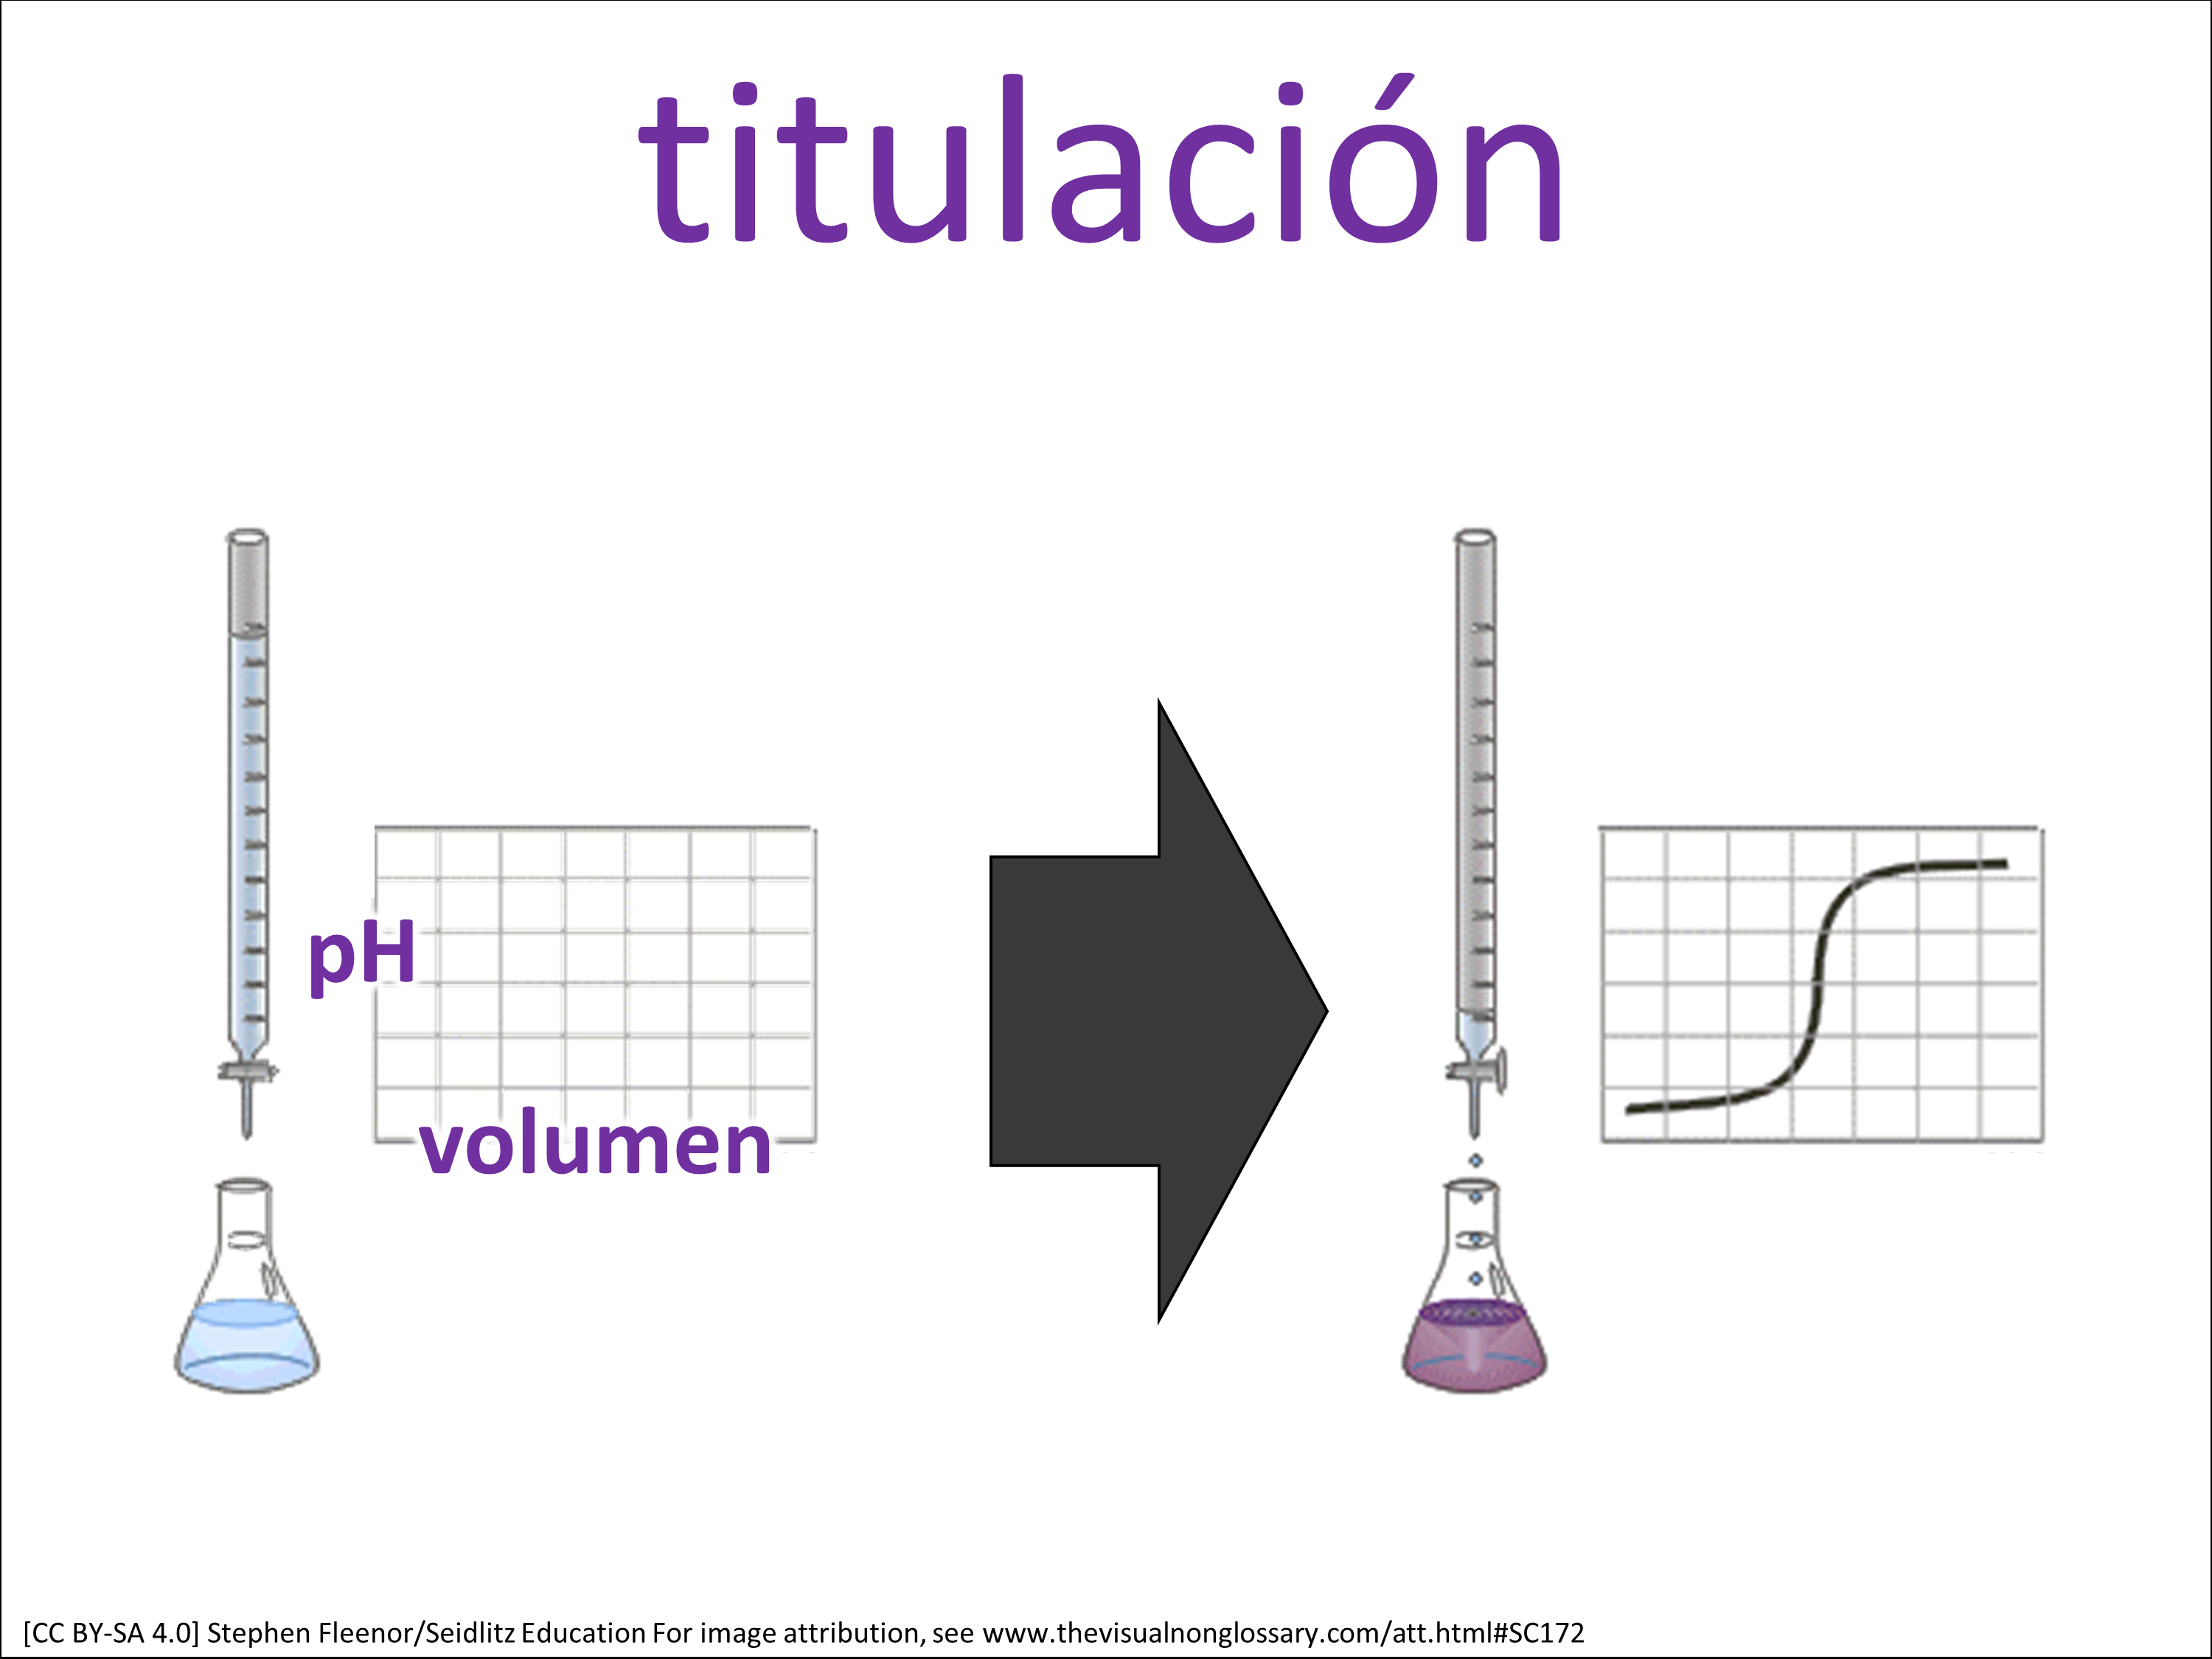 titulación
pH
volumen
[CC BY-SA 4.0] Stephen Fleenor/Seidlitz Education For image attribution, see www.thevisualnonglossary.com/att.html#SC172